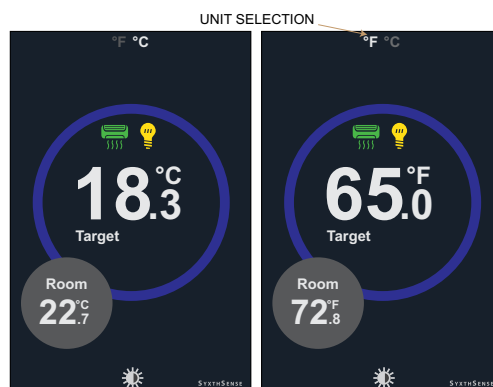 UNIT SELECTION
°F °C
18.3 °C
Target
Room
22.7 °C
SYXTHSENSE
°F °C
65.0 °F
Target
Room
72.8 °F
SYXTHSENSE